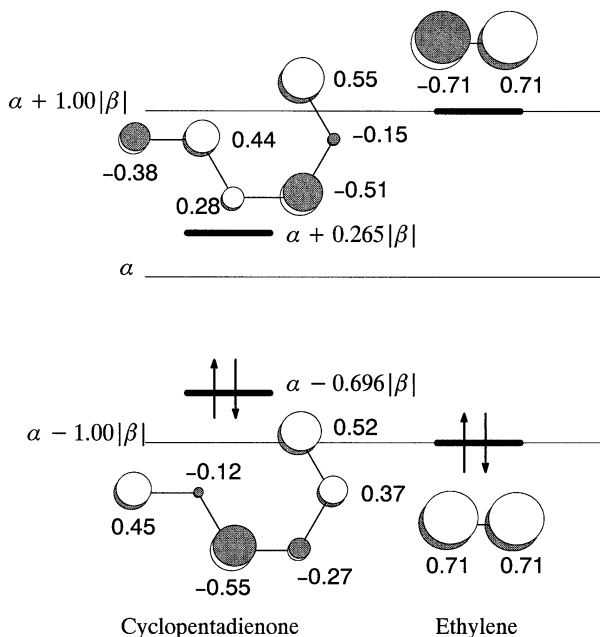 0.55
-0.71 0.71
α + 1.00|β|
-0.15
0.44
-0.38
-0.51
0.28
α + 0.265|β|
α
α - 0.696|β|
α - 1.00|β|
0.52
-0.12
0.37
0.45
-0.55
-0.27
0.71 0.71
Cyclopentadienone Ethylene